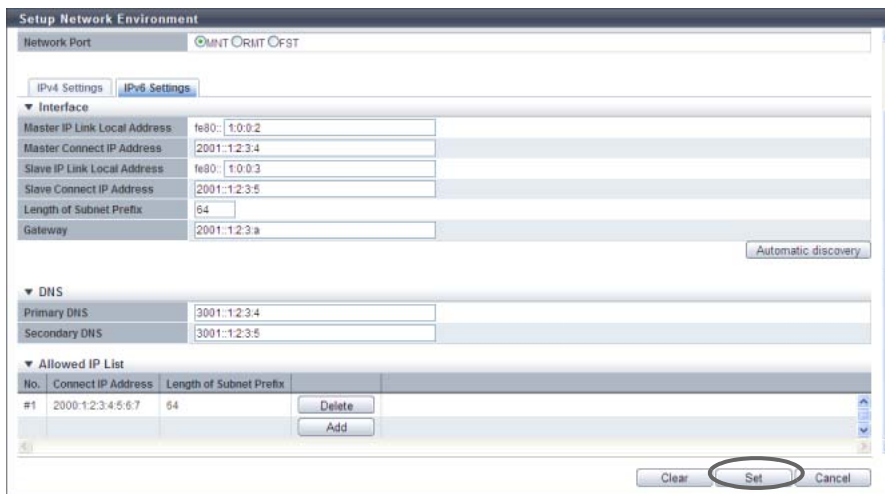 Setup Network Environment
Network Port MNT RMT FST
IPv4 Settings IPv6 Settings
▼ Interface
Master IP Link Local Address fe80:: 1:0:0:2
Master Connect IP Address 2001::1:2:3:4
Slave IP Link Local Address fe80:: 1:0:0:3
Slave Connect IP Address 2001::1:2:3:5
Length of Subnet Prefix 64
Gateway 2001::1:2:3:a
Automatic discovery
▼ DNS
Primary DNS 3001::1:2:3:4
Secondary DNS 3001::1:2:3:5
▼ Allowed IP List
No. Connect IP Address Length of Subnet Prefix
#1 2000:1:2:3:4:5:6:7 64 Delete
Add
Clear Set Cancel